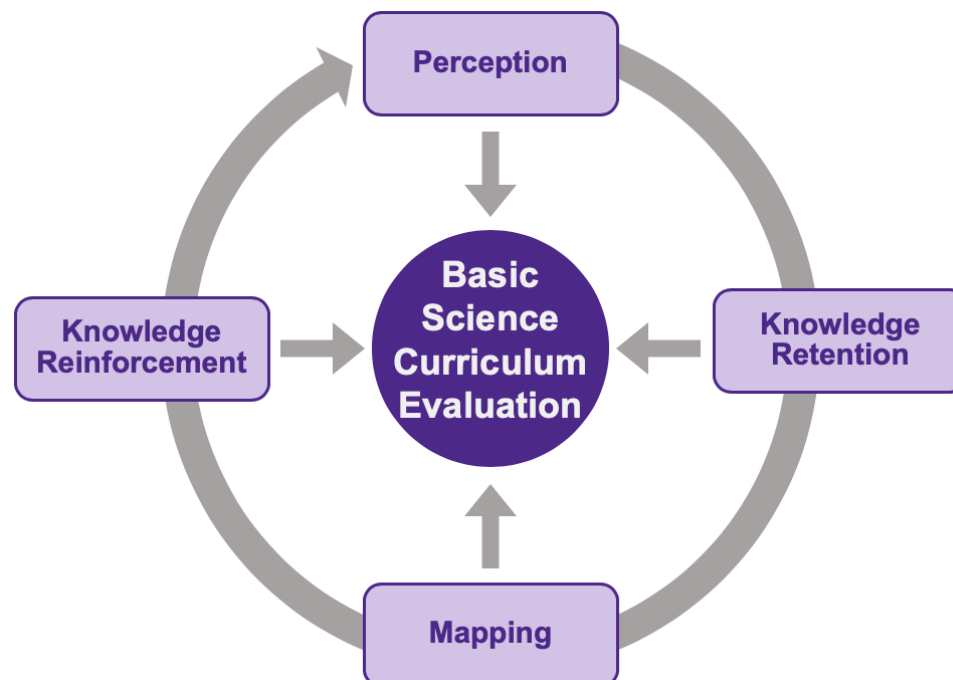 Perception
Basic
Science
Curriculum
Evaluation
Knowledge
Reinforcement
Knowledge
Retention
Mapping